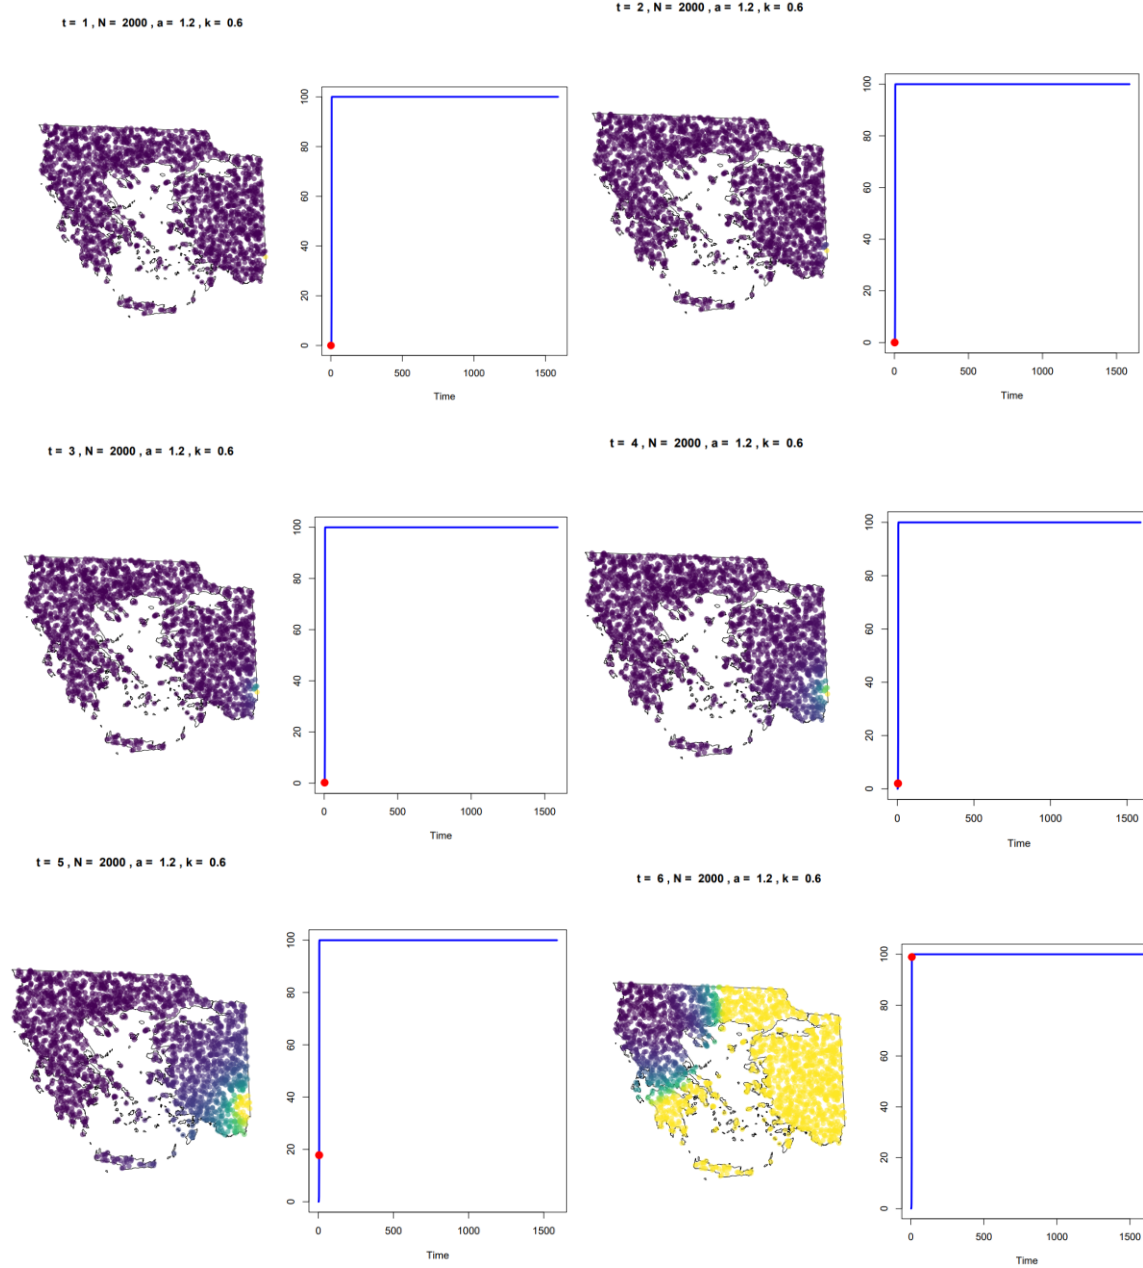 t = 1 , N = 2000 , a = 1.2 , k = 0.6
100
80
60
40
20
0
0 500 1000 1500
Time
t = 2 , N = 2000 , a = 1.2 , k = 0.6
100
80
60
40
20
0
0 500 1000 1500
Time
t = 3 , N = 2000 , a = 1.2 , k = 0.6
100
80
60
40
20
0
0 500 1000 1500
Time
t = 4 , N = 2000 , a = 1.2 , k = 0.6
100
80
60
40
20
0
0 500 1000 1500
Time
t = 5 , N = 2000 , a = 1.2 , k = 0.6
100
80
60
40
20
0
0 500 1000 1500
Time
t = 6 , N = 2000 , a = 1.2 , k = 0.6
100
80
60
40
20
0
0 500 1000 1500
Time